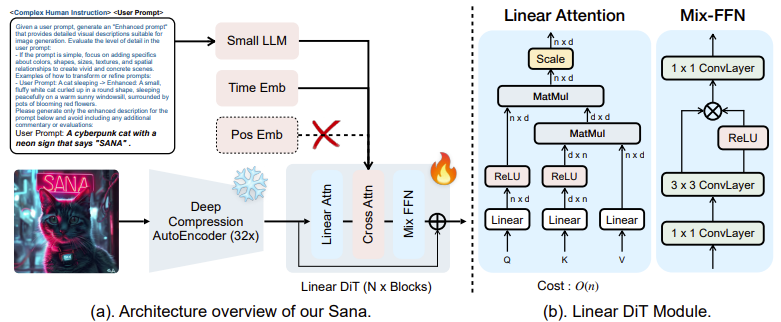 <Complex Human Instruction> <User Prompt>
Given a user prompt, generate an "Enhanced prompt"
that provides detailed visual descriptions suitable for
image generation. Evaluate the level of detail in the
user prompt:
- If the prompt is simple, focus on adding specifics
about colors, shapes, sizes, textures, and spatial
relationships to create vivid and concrete scenes.
Examples of how to transform or refine prompts:
- User Prompt: A cat sleeping -> Enhanced: A small,
fluffy white cat curled up in a round shape, sleeping
peacefully on a warm sunny windowsill, surrounded by
pots of blooming red flowers.
Please generate only the enhanced description for the
prompt below and avoid including any additional
commentary or evaluations:
User Prompt: A cyberpunk cat with a
neon sign that says "SANA" .
Small LLM
Time Emb
Pos Emb
SANA
Deep
Compression
AutoEncoder (32x)
Linear Attn
Cross Attn
Mix FFN
Linear DiT (N x Blocks)
(a). Architecture overview of our Sana.
Linear Attention
n x d
Scale
n x d
MatMul
n x d
d x d
MatMul
d x n
n x d
ReLU
ReLU
n x d
d x n
Linear
Linear
Linear
Q
K
V
Cost : O(n)
Mix-FFN
1 x 1 ConvLayer
ReLU
3 x 3 ConvLayer
1 x 1 ConvLayer
(b). Linear DiT Module.